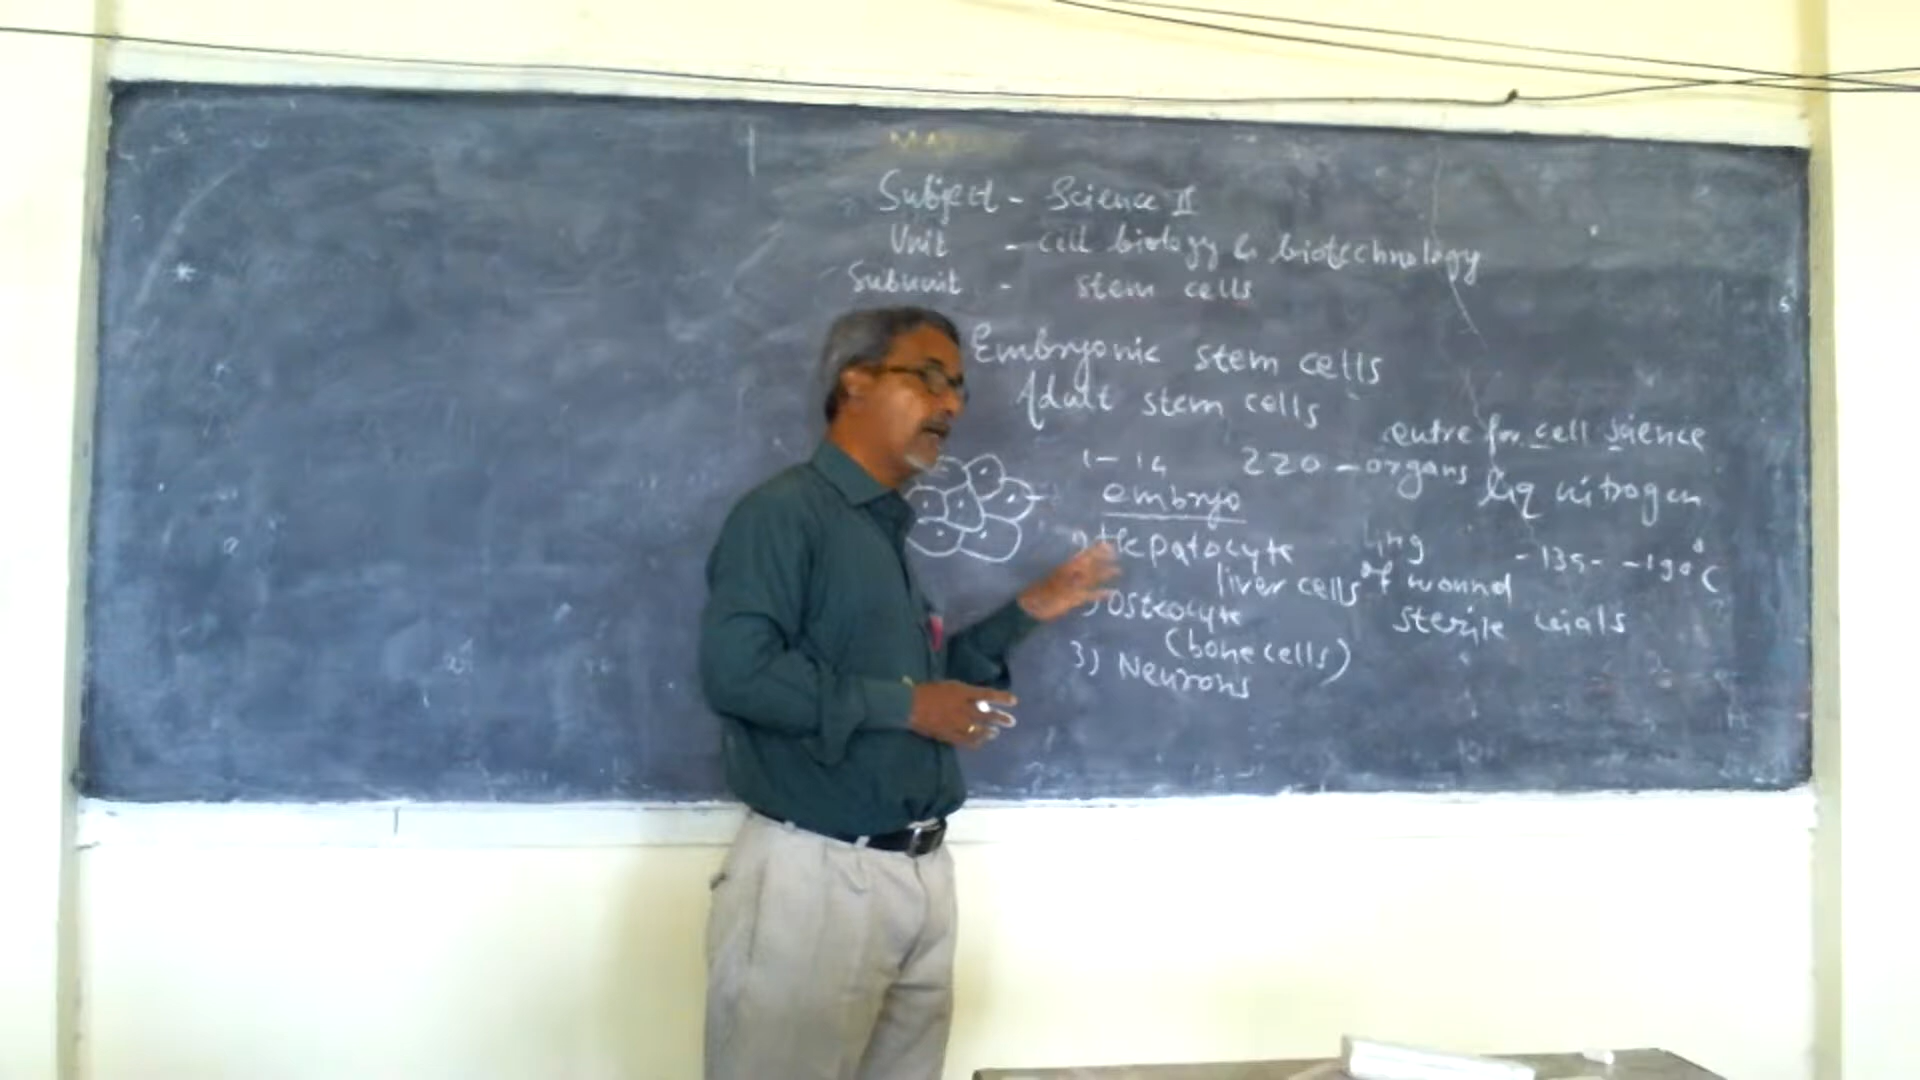 Subject - Science II
Unit - cell biology & biotechnology
Subunit - stem cells
Embryonic stem cells
Adult stem cells
centre for cell science
1-14 220 - organs liq nitrogen
embryo
Hepatocyte
liver cells of wound -135- -190°C
Osteocyte sterile vials
(bone cells)
3) Neurons